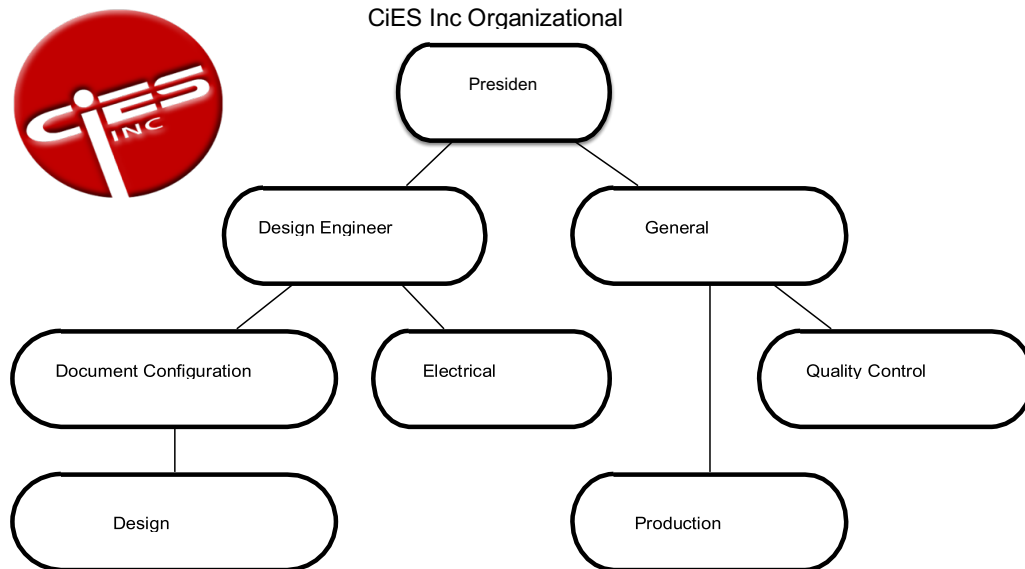 CiES Inc Organizational
CiES
INC
Presiden
Design Engineer
General
Document Configuration
Electrical
Quality Control
Design
Production